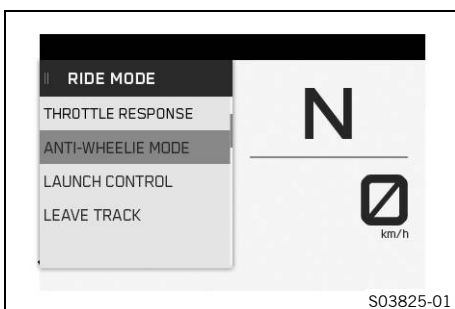 RIDE MODE
THROTTLE RESPONSE
ANTI-WHEELIE MODE
LAUNCH CONTROL
LEAVE TRACK
N
0
km/h
S03825-01